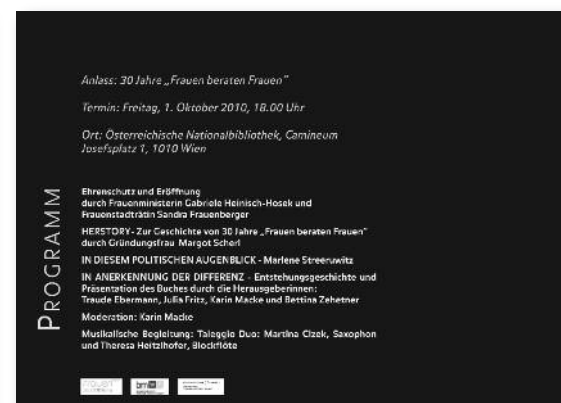 PROGRAMM
Anlass: 30 Jahre „Frauen beraten Frauen"
Termin: Freitag, 1. Oktober 2010, 18.00 Uhr
Ort: Österreichische Nationalbibliothek, Camineum
Josefsplatz 1, 1010 Wien
Ehrenschutz und Eröffnung
durch Frauenministerin Gabriele Heinisch-Hosek und
Frauenstadträtin Sandra Frauenberger
HERSTORY- Zur Geschichte von 30 Jahre „Frauen beraten Frauen"
durch Gründungsfrau Margot Scherl
IN DIESEM POLITISCHEN AUGENBLICK - Marlene Streeruwitz
IN ANERKENNUNG DER DIFFERENZ - Entstehungsgeschichte und
Präsentation des Buches durch die Herausgeberinnen:
Traude Ebermann, Julia Fritz, Karin Macke und Bettina Zehetner
Moderation: Karin Macke
Musikalische Begleitung: Taleggio Duo: Martina Cizek, Saxophon
und Theresa Heitzlhofer, Blockflöte
frauen
bm